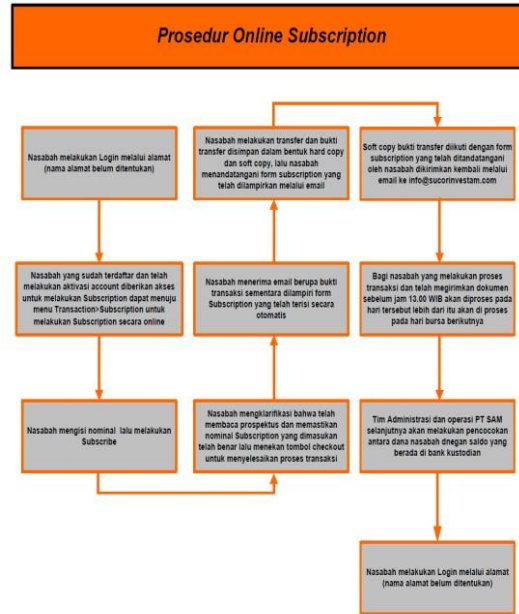 Prosedur Online Subscription
Nasabah melakukan Login melalui alamat
(nama alamat belum ditentukan)
Nasabah yang sudah terdaftar dan telah
melakukan aktivasi account diberikan akses
untuk melakukan Subscription dapat menuju
menu Transaction>Subscription untuk
melakukan Subscription secara online
Nasabah mengisi nominal lalu melakukan
Subscribe
Nasabah mengklarifikasi bahwa telah
membaca prospektus dan memastikan
nominal Subscription yang dimasukan
telah benar lalu menekan tombol checkout
untuk menyelesaikan proses transaksi
Nasabah menerima email berupa bukti
transaksi sementara dilampiri form
Subscription yang telah terisi secara
otomatis
Nasabah melakukan transfer dan bukti
transfer disimpan dalam bentuk hard copy
dan soft copy, lalu nasabah
menandatangani form subscription yang
telah dilampirkan melalui email
Soft copy bukti transfer diikuti dengan form
subscription yang telah ditandatangani
oleh nasabah dikirimkan kembali melalui
email ke info@sucorinvestam.com
Bagi nasabah yang melakukan proses
transaksi dan telah megirimkan dokumen
sebelum jam 13.00 WIB akan diproses pada
hari tersebut lebih dari itu akan di proses
pada hari bursa berikutnya
Tim Administrasi dan operasi PT SAM
selanjutnya akan melakukan pencocokan
antara dana nasabah dnegan saldo yang
berada di bank kustodian
Nasabah melakukan Login melalui alamat
(nama alamat belum ditentukan)